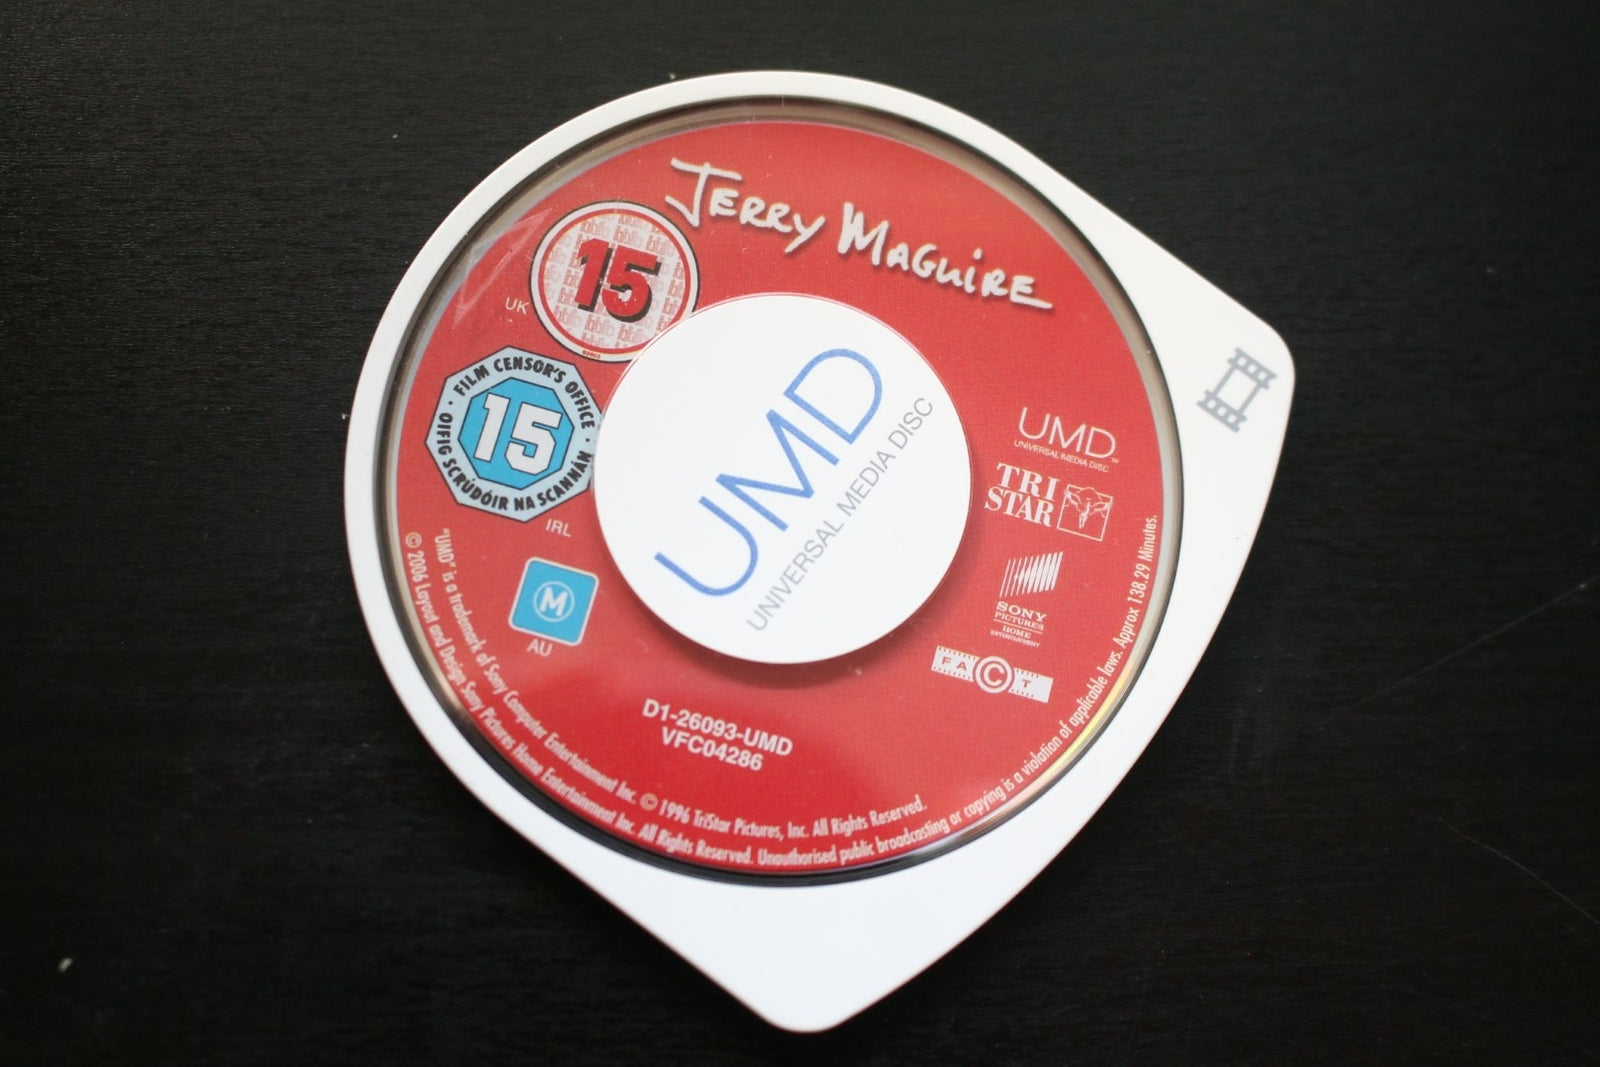 JERRY MAGUIRE
15
UK
FILM CENSOR'S OFFICE
15
OIFIG SCRÚDÓIR NA SCANNÁN
IRL
M
AU
UMD
UNIVERSAL MEDIA DISC
UMD™
UNIVERSAL MEDIA DISC
TRI
STAR
SONY
PICTURES
HOME
ENTERTAINMENT
FACT
D1-26093-UMD
VFC04286
"UMD" is a trademark of Sony Computer Entertainment Inc. © 1996 TriStar Pictures, Inc. All Rights Reserved.
© 2006 Layout and Design Sony Pictures Home Entertainment Inc. All Rights Reserved. Unauthorised public broadcasting or copying is a violation of applicable laws. Approx 138.29 Minutes.